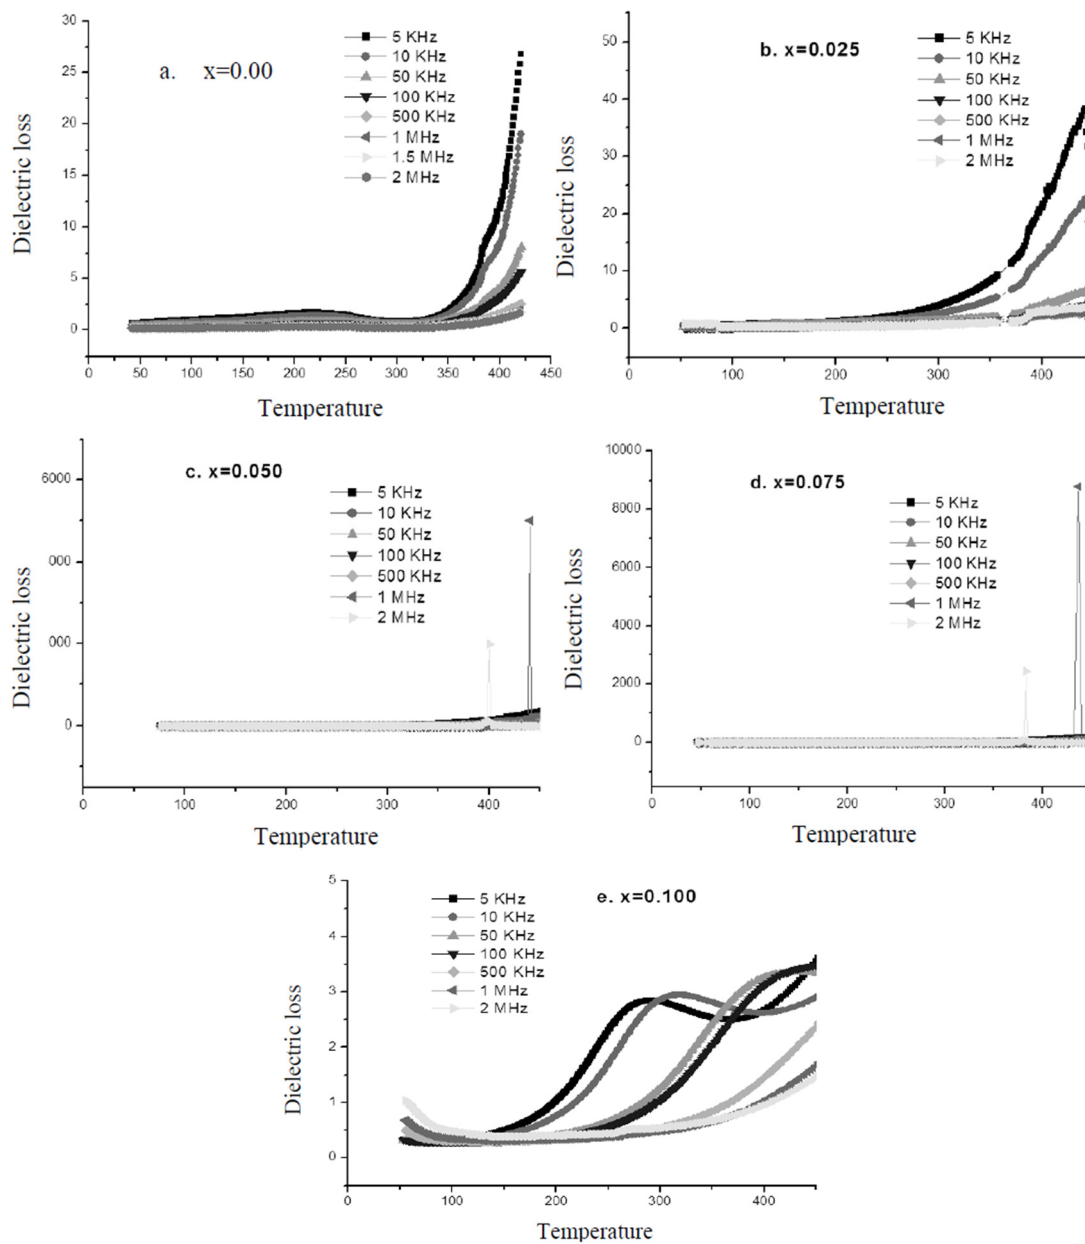 30
25
20
15
10
5
0
Dielectric loss
a. x=0.00
5 KHz
10 KHz
50 KHz
100 KHz
500 KHz
1 MHz
1.5 MHz
2 MHz
0 50 100 150 200 250 300 350 400 450
Temperature
50
40
30
20
10
0
Dielectric loss
b. x=0.025
5 KHz
10 KHz
50 KHz
100 KHz
500 KHz
1 MHz
2 MHz
0 100 200 300 400
Temperature
6000
000
000
0
Dielectric loss
c. x=0.050
5 KHz
10 KHz
50 KHz
100 KHz
500 KHz
1 MHz
2 MHz
0 100 200 300 400
Temperature
10000
8000
6000
4000
2000
0
Dielectric loss
d. x=0.075
5 KHz
10 KHz
50 KHz
100 KHz
500 KHz
1 MHz
2 MHz
0 100 200 300 400
Temperature
5
4
3
2
1
0
Dielectric loss
e. x=0.100
5 KHz
10 KHz
50 KHz
100 KHz
500 KHz
1 MHz
2 MHz
0 100 200 300 400
Temperature